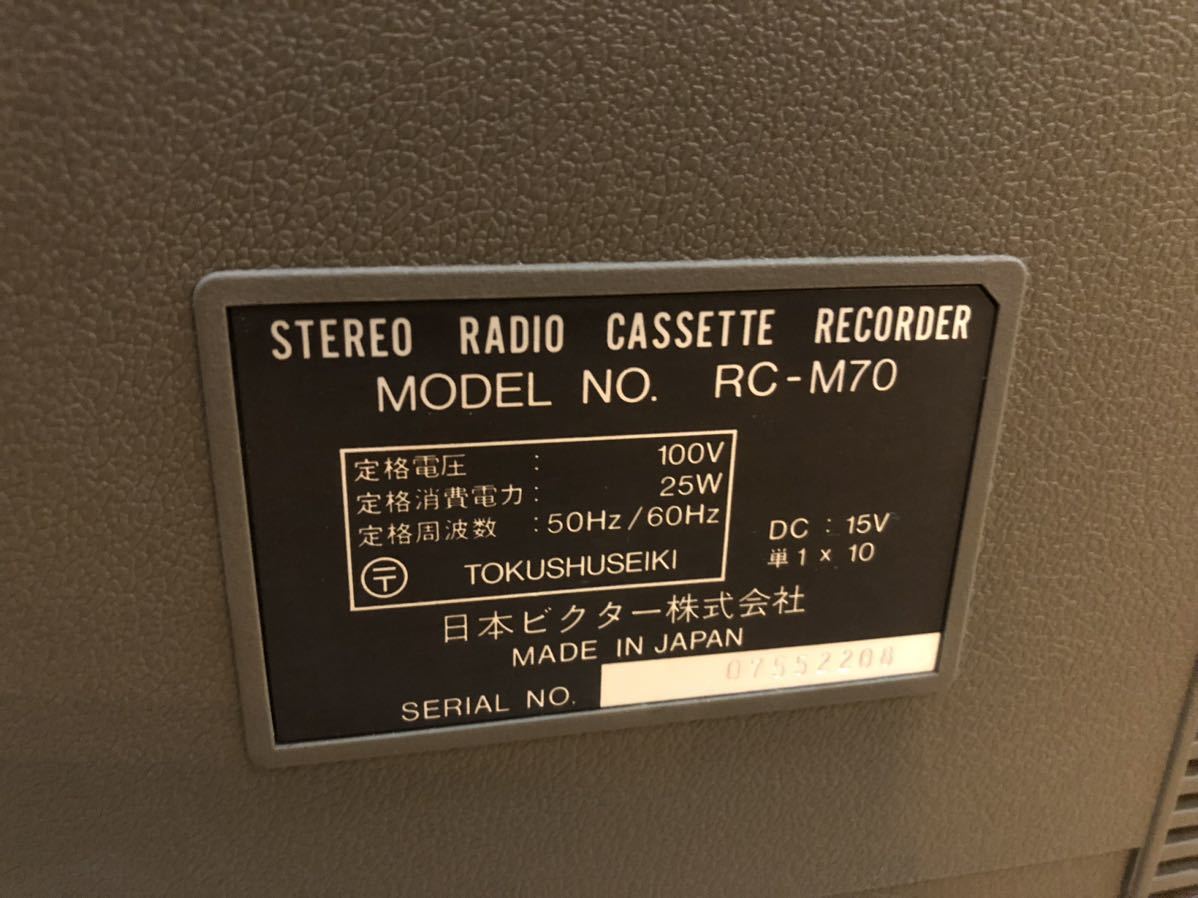 STEREO RADIO CASSETTE RECORDER
MODEL NO. RC-M70
定格電圧 : 100V
定格消費電力 : 25W
定格周波数 : 50Hz/60Hz
〶 TOKUSHUSEIKI
DC : 15V
単1 × 10
日本ビクター株式会社
MADE IN JAPAN
SERIAL NO. 07552208